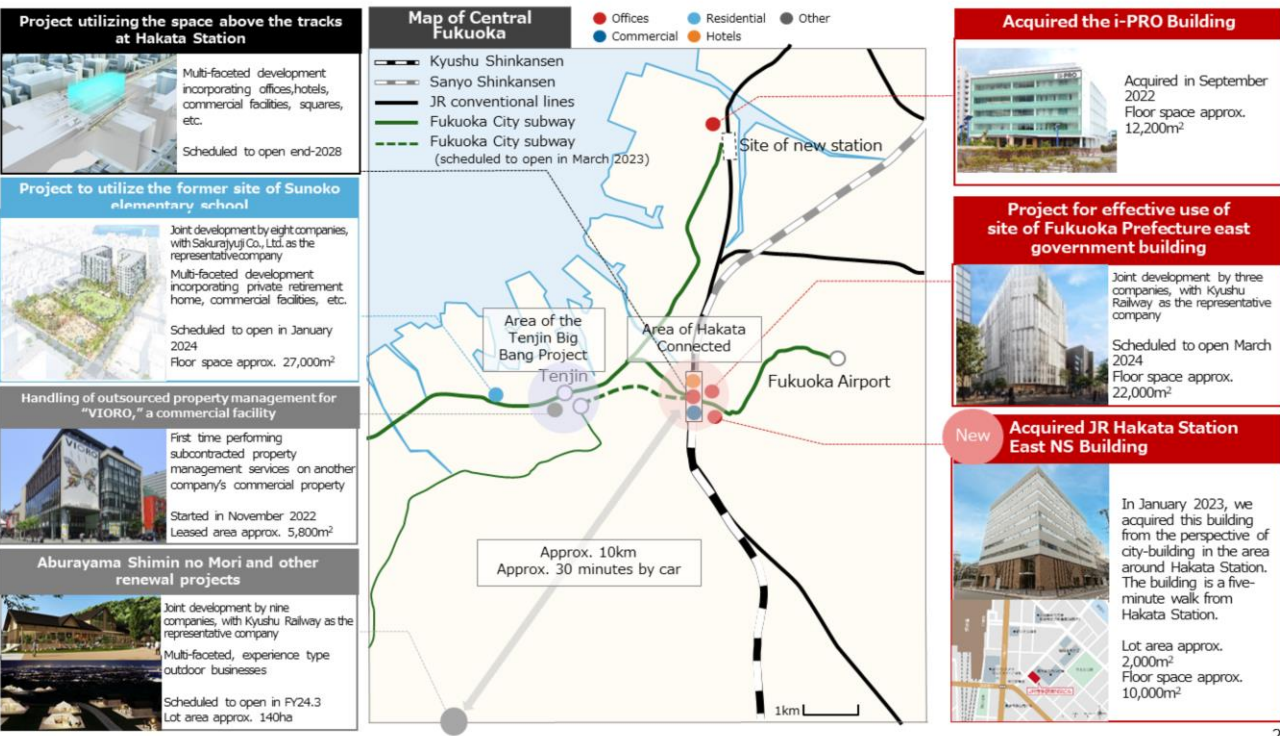 Project utilizing the space above the tracks
at Hakata Station
Multi-faceted development
incorporating offices,hotels,
commercial facilities, squares,
etc.
Scheduled to open end-2028
Project to utilize the former site of Sunoko
elementary school
Joint development by eight companies,
with Sakurajyuji Co., Ltd. as the
representative company
Multi-faceted development
incorporating private retirement
home, commercial facilities, etc.
Scheduled to open in January
2024
Floor space approx. 27,000m²
Handling of outsourced property management for
“VIORO,” a commercial facility
VIORO
First time performing
subcontracted property
management services on another
company’s commercial property
Started in November 2022
Leased area approx. 5,800m²
Aburayama Shimin no Mori and other
renewal projects
Joint development by nine
companies, with Kyushu Railway as the
representative company
Multi-faceted, experience type
outdoor businesses
Scheduled to open in FY24.3
Lot area approx. 140ha
Map of Central
Fukuoka
Offices
Residential
Other
Commercial
Hotels
Kyushu Shinkansen
Sanyo Shinkansen
JR conventional lines
Fukuoka City subway
Fukuoka City subway
(scheduled to open in March 2023)
Site of new station
Area of the
Tenjin Big
Bang Project
Area of Hakata
Connected
Tenjin
Fukuoka Airport
Approx. 10km
Approx. 30 minutes by car
1km
Acquired the i-PRO Building
i-PRO
Acquired in September
2022
Floor space approx.
12,200m²
Project for effective use of
site of Fukuoka Prefecture east
government building
Joint development by three
companies, with Kyushu
Railway as the representative
company
Scheduled to open March
2024
Floor space approx.
22,000m²
New
Acquired JR Hakata Station
East NS Building
In January 2023, we
acquired this building
from the perspective of
city-building in the area
around Hakata Station.
The building is a five-
minute walk from
Hakata Station.
Lot area approx.
2,000m²
Floor space approx.
10,000m²
2